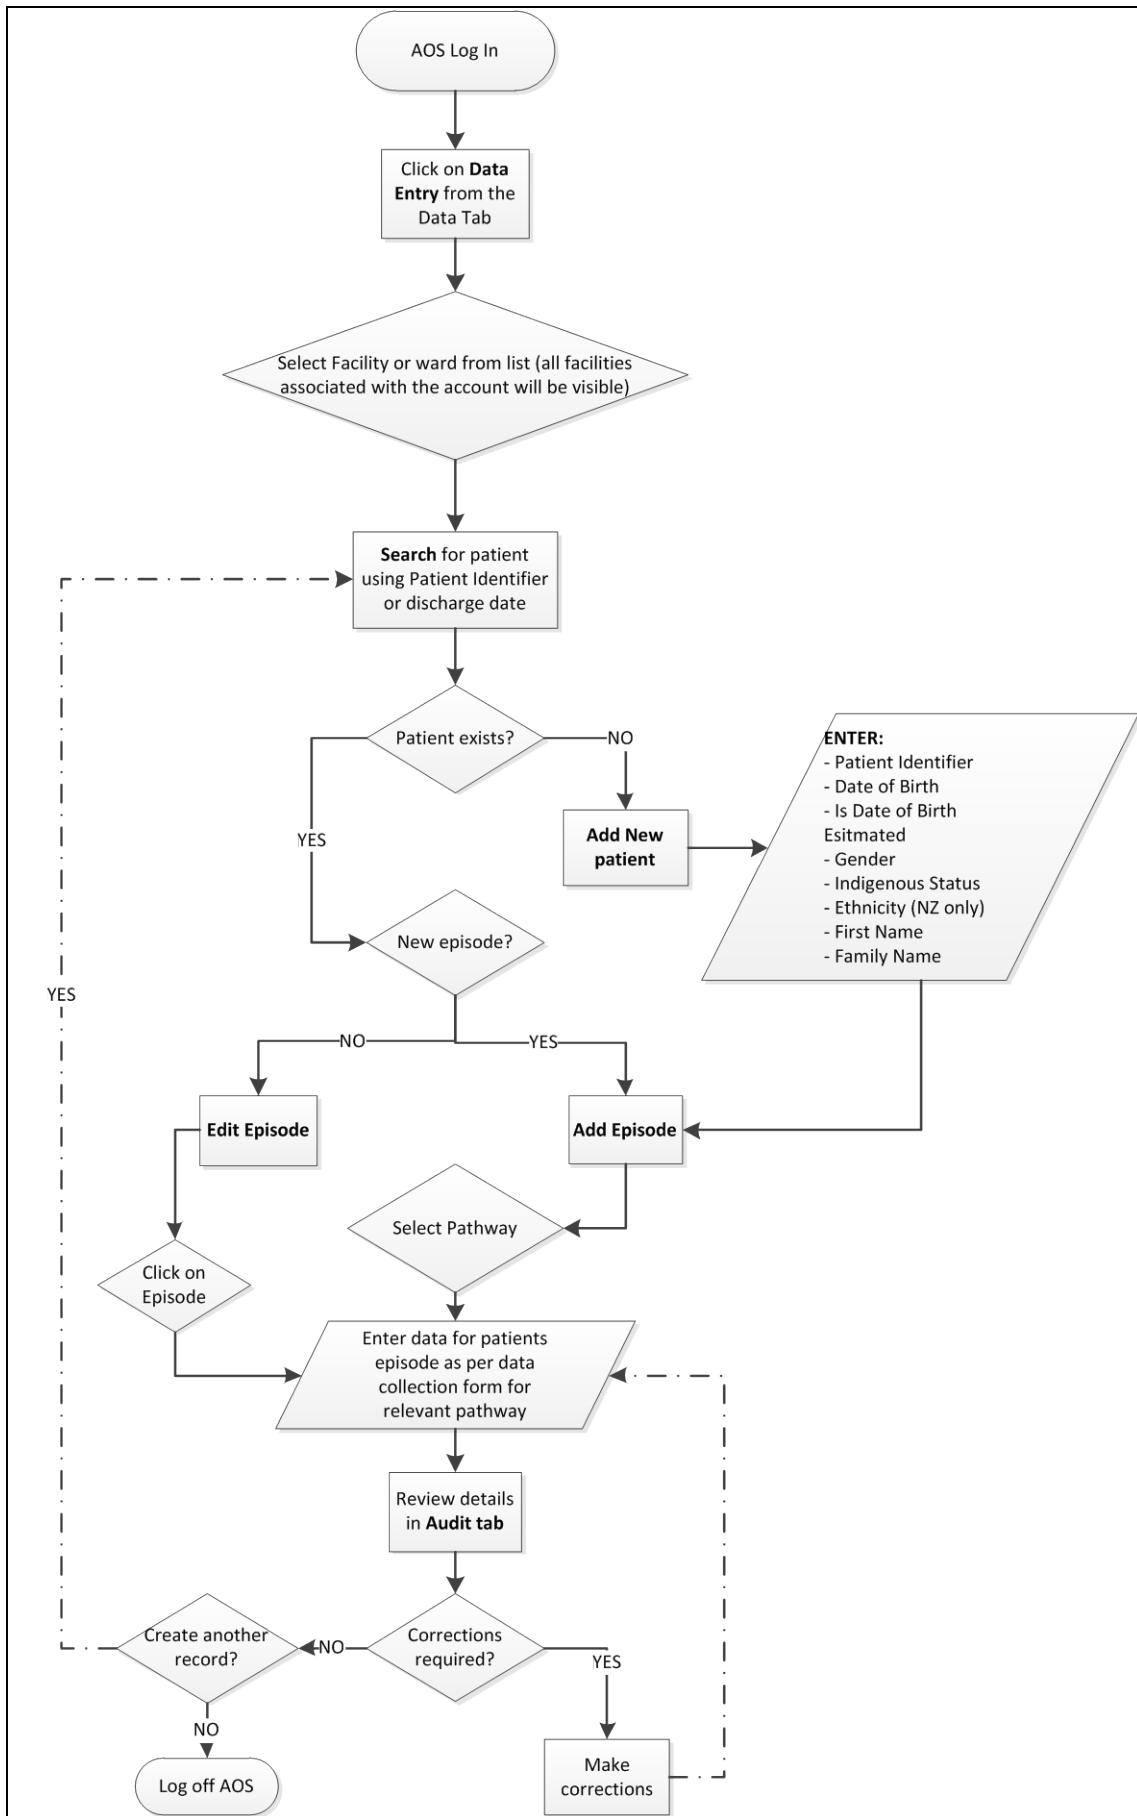 AOS Log In
Click on Data
Entry from the
Data Tab
Select Facility or ward from list (all facilities
associated with the account will be visible)
Search for patient
using Patient Identifier
or discharge date
Patient exists?
NO
YES
Add New
patient
ENTER:
- Patient Identifier
- Date of Birth
- Is Date of Birth
Esitmated
- Gender
- Indigenous Status
- Ethnicity (NZ only)
- First Name
- Family Name
New episode?
YES
NO
YES
Edit Episode
Add Episode
Select Pathway
Click on
Episode
Enter data for patients
episode as per data
collection form for
relevant pathway
Review details
in Audit tab
Create another
record?
NO
Corrections
required?
YES
NO
Log off AOS
Make
corrections